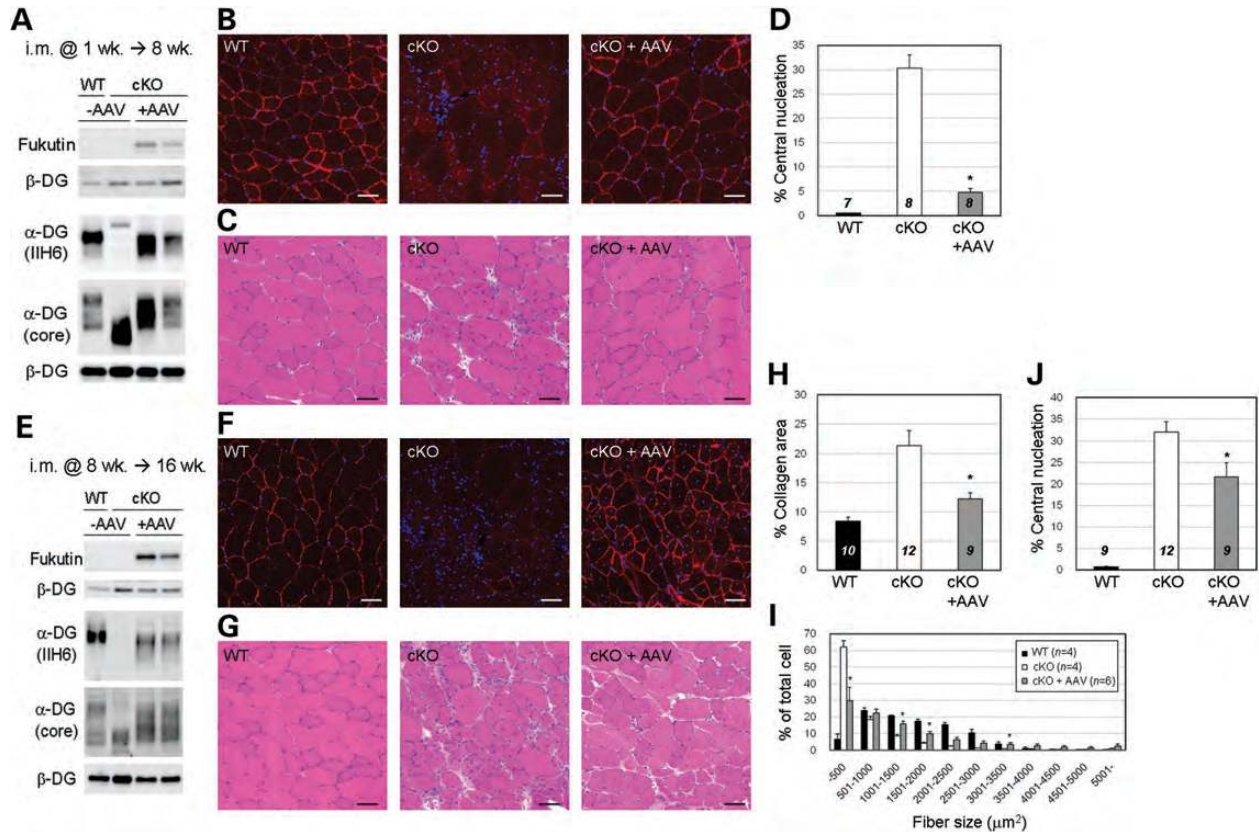 A
i.m. @ 1 wk. → 8 wk.
WT cKO
-AAV +AAV
Fukutin
β-DG
α-DG
(IIH6)
α-DG
(core)
β-DG
B
WT cKO cKO + AAV
C
WT cKO cKO + AAV
D
% Central nucleation
35
30
25
20
15
10
5
0
7 8 * 8
WT cKO cKO
+AAV
E
i.m. @ 8 wk. → 16 wk.
WT cKO
-AAV +AAV
Fukutin
β-DG
α-DG
(IIH6)
α-DG
(core)
β-DG
F
WT cKO cKO + AAV
G
WT cKO cKO + AAV
H
% Collagen area
30
25
20
15
10
5
0
10 12 * 9
WT cKO cKO
+AAV
J
% Central nucleation
40
35
30
25
20
15
10
5
0
9 12 * 9
WT cKO cKO
+AAV
I
% of total cell
70
60
50
40
30
20
10
0
* * * *
WT (n=4)
cKO (n=4)
cKO + AAV (n=6)
-500
501-1000
1001-1500
1501-2000
2001-2500
2501-3000
3001-3500
3501-4000
4001-4500
4501-5000
5001-
Fiber size (μm²)